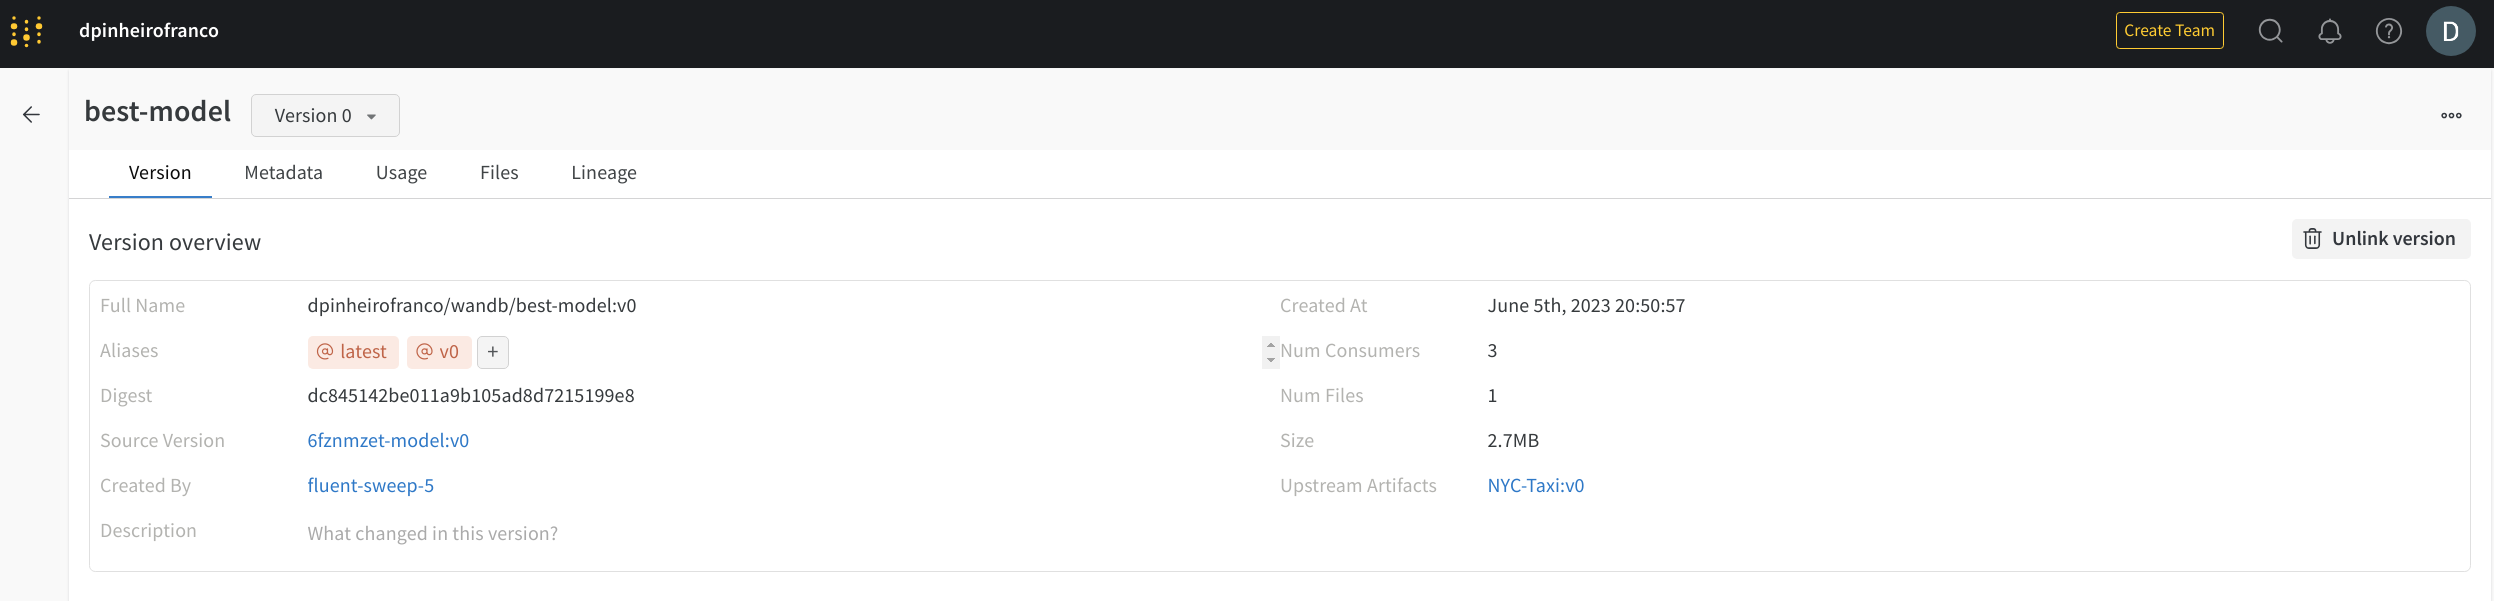 dpinheirofranco
Create Team
D
best-model
Version 0
Version Metadata Usage Files Lineage
Version overview
Unlink version
Full Name dpinheirofranco/wandb/best-model:v0
Created At June 5th, 2023 20:50:57
Aliases @ latest @ v0 +
Num Consumers 3
Digest dc845142be011a9b105ad8d7215199e8
Num Files 1
Source Version 6fznmzet-model:v0
Size 2.7MB
Created By fluent-sweep-5
Upstream Artifacts NYC-Taxi:v0
Description What changed in this version?